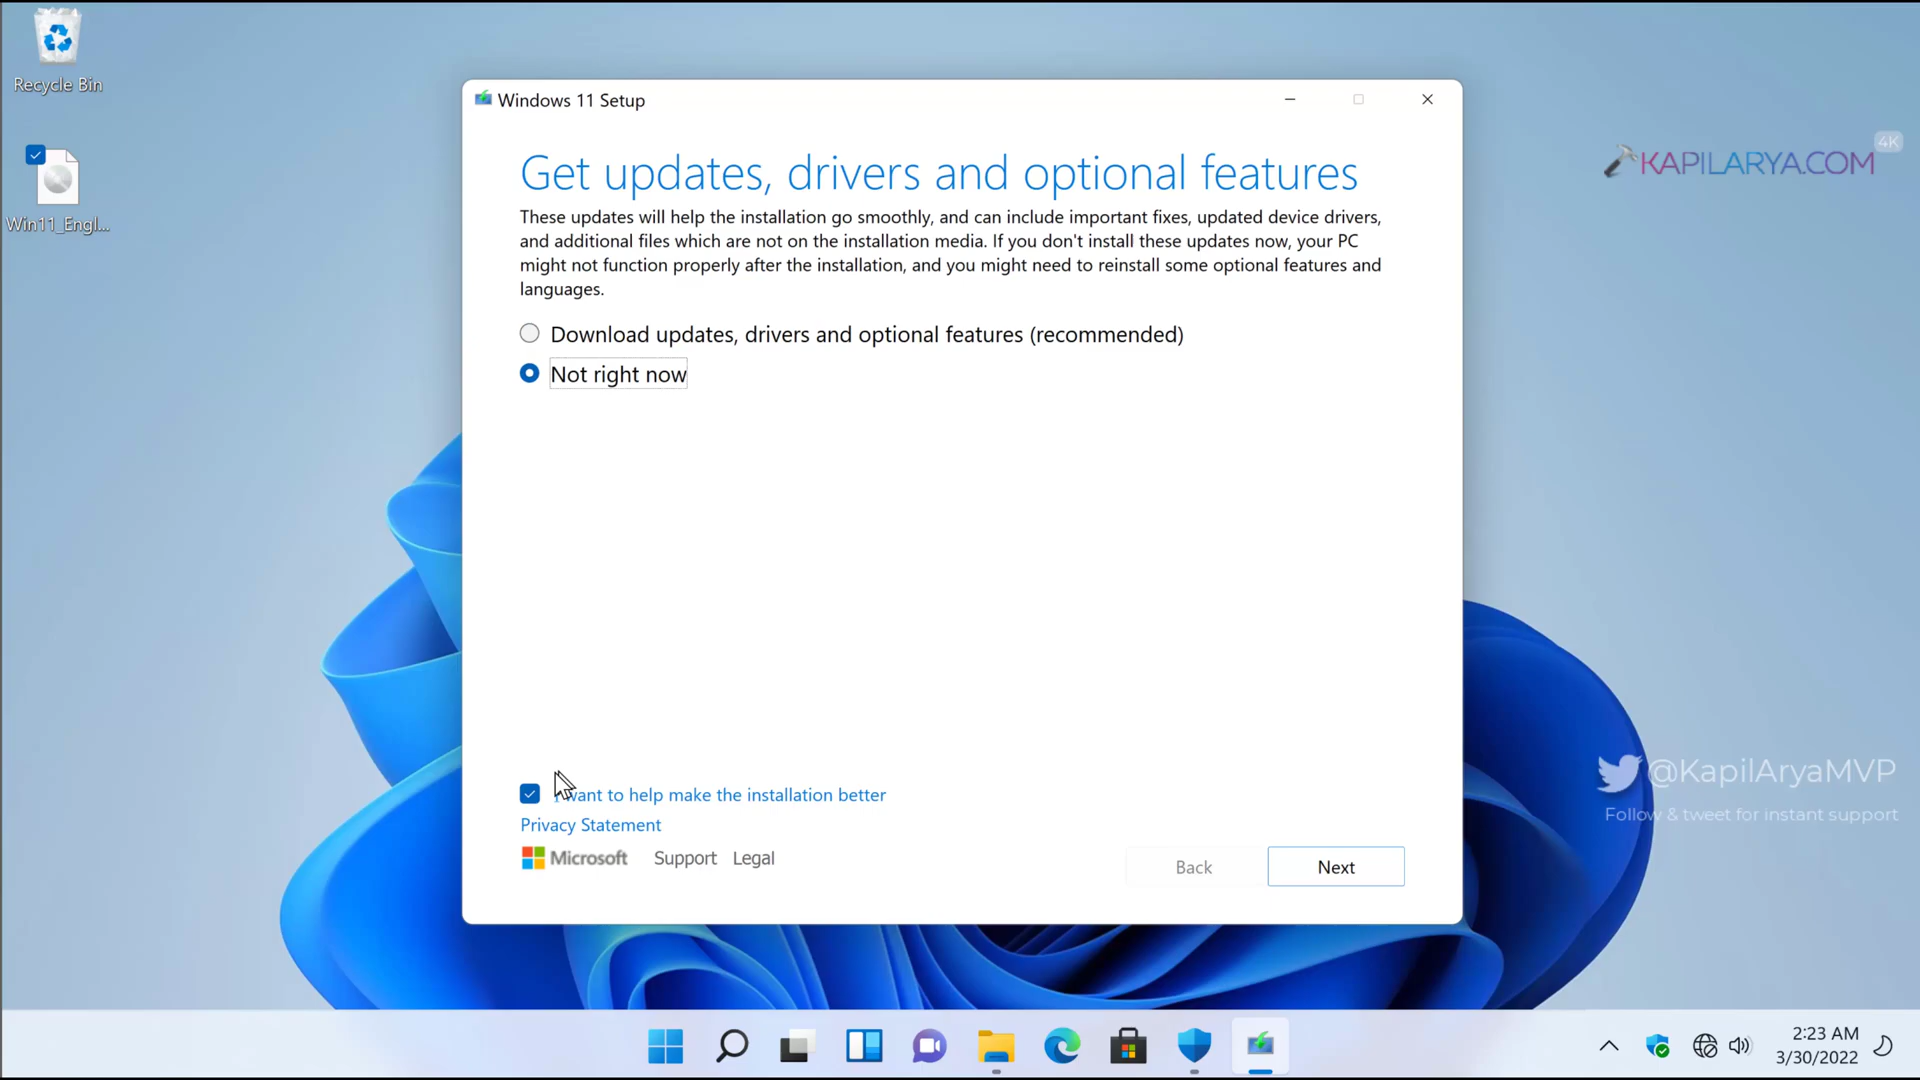 Recycle Bin
Win11_Engl...
Windows 11 Setup
Get updates, drivers and optional features
These updates will help the installation go smoothly, and can include important fixes, updated device drivers,
and additional files which are not on the installation media. If you don't install these updates now, your PC
might not function properly after the installation, and you might need to reinstall some optional features and
languages.
Download updates, drivers and optional features (recommended)
Not right now
I want to help make the installation better
Privacy Statement
Microsoft Support Legal
Back Next
4K
KAPILARYA.COM
@KapilAryaMVP
Follow & tweet for instant support
2:23 AM
3/30/2022